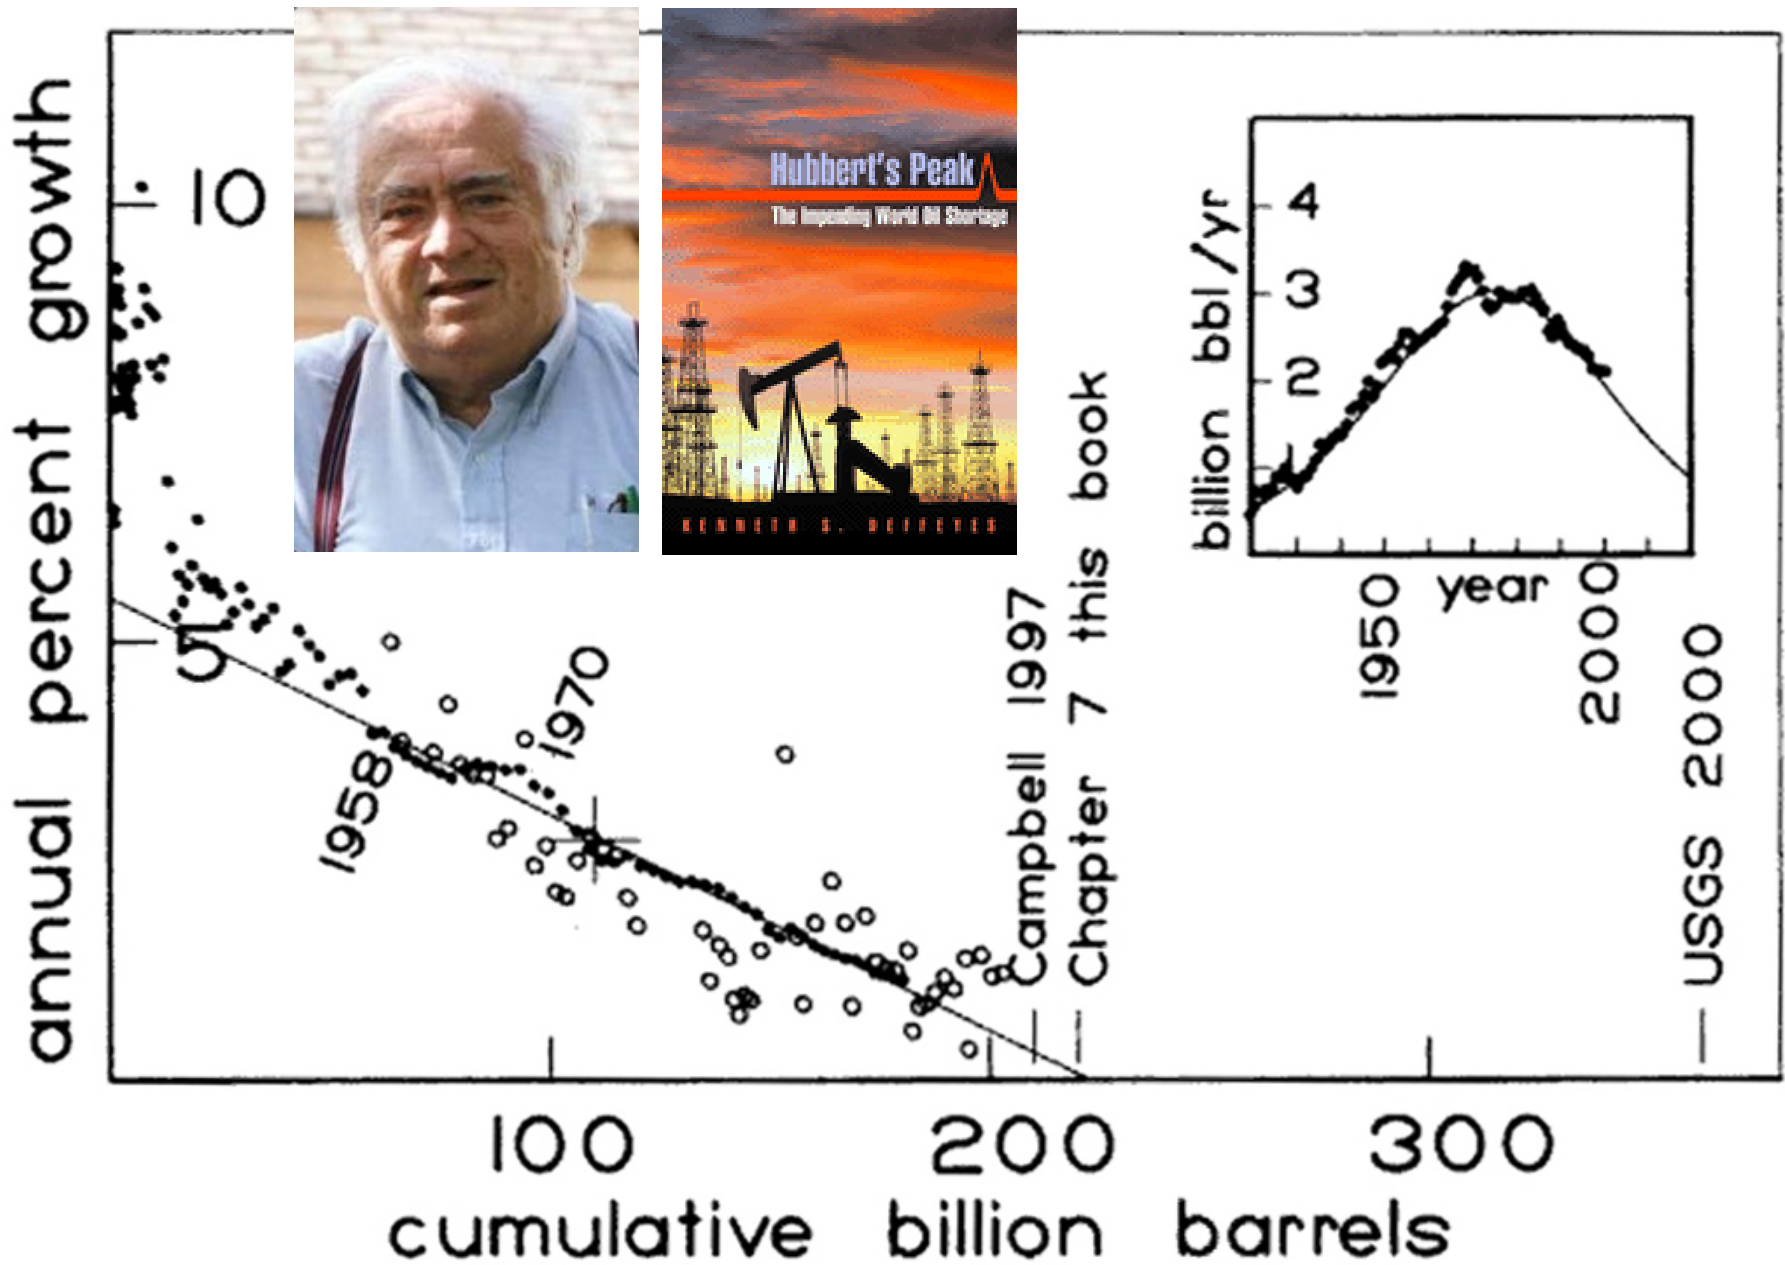 annual percent growth
10
5
1958
1970
Hubbert's Peak
The Impending World Oil Shortage
KENNETH S. DEFFEYES
Campbell 1997
Chapter 7 this book
USGS 2000
billion bbl/yr
4
3
2
1
1950
year
2000
100
200
300
cumulative billion barrels